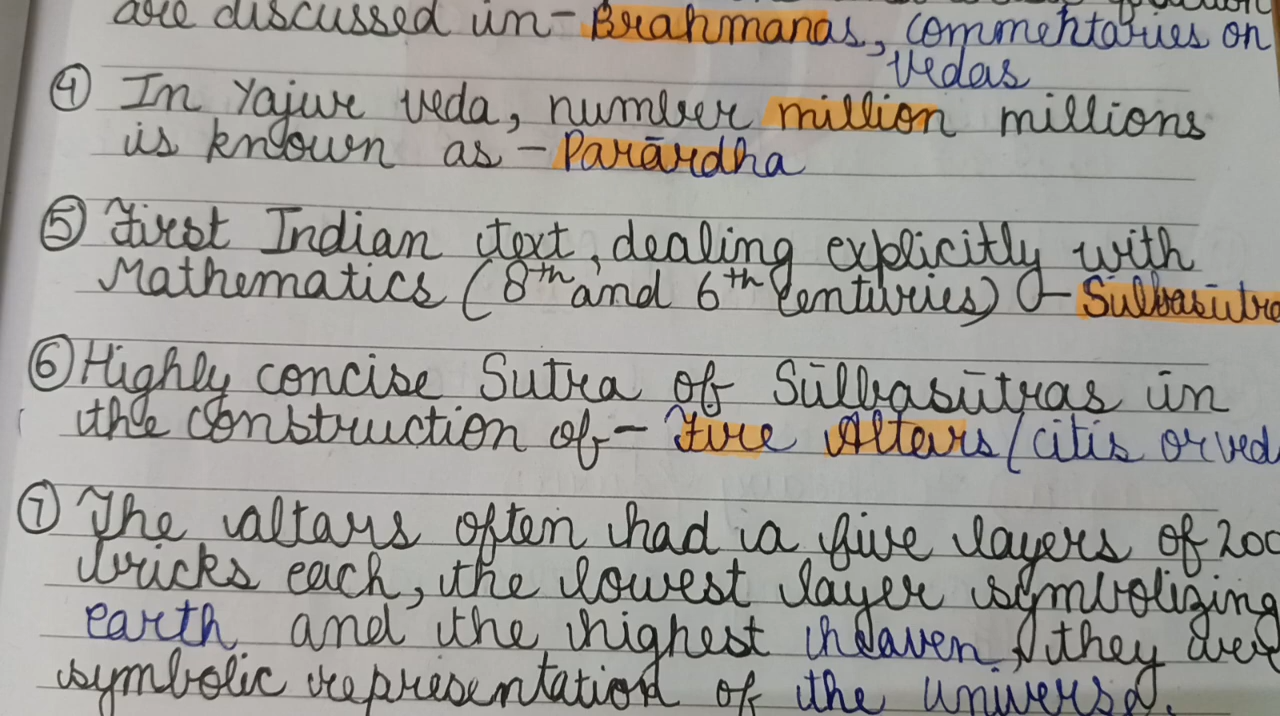 are discussed in - Brahmanas, commentaries on
Vedas
④ In Yajur veda, number million millions
is known as - Parārdha
⑤ First Indian text, dealing explicitly with
Mathematics (8th and 6th Centuries) - Sulbasūtra
⑥ Highly concise Sutra of Sūlbasūtras in
the construction of - Fire Altars/citis or ved
⑦ The altars often had a five layers of 200
bricks each, the lowest layer symbolizing
earth and the highest heaven, they were
symbolic representation of the universe.